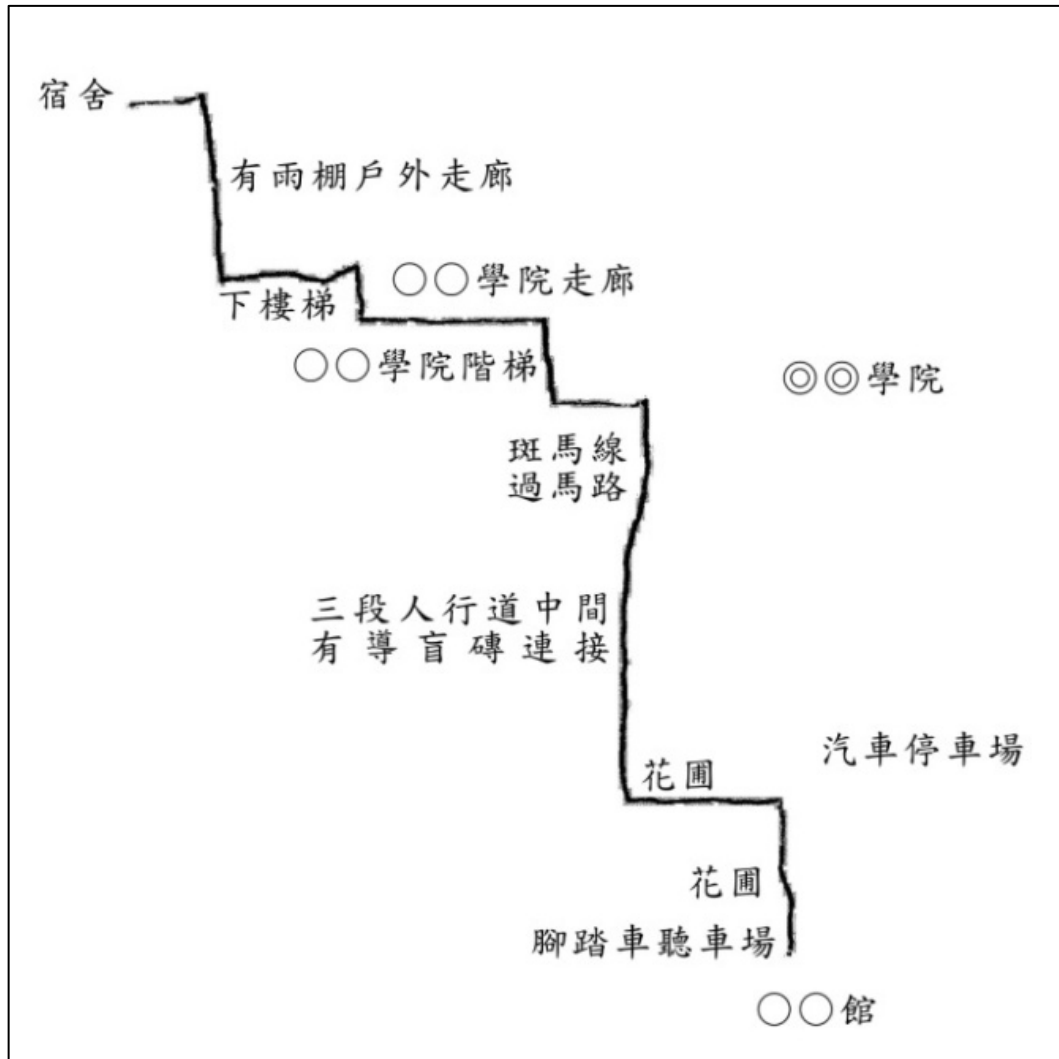 宿舍
有雨棚戶外走廊
○○學院走廊
下樓梯
○○學院階梯
◎◎學院
斑馬線
過馬路
三段人行道中間
有導盲磚連接
汽車停車場
花圃
花圃
腳踏車聽車場
○○館